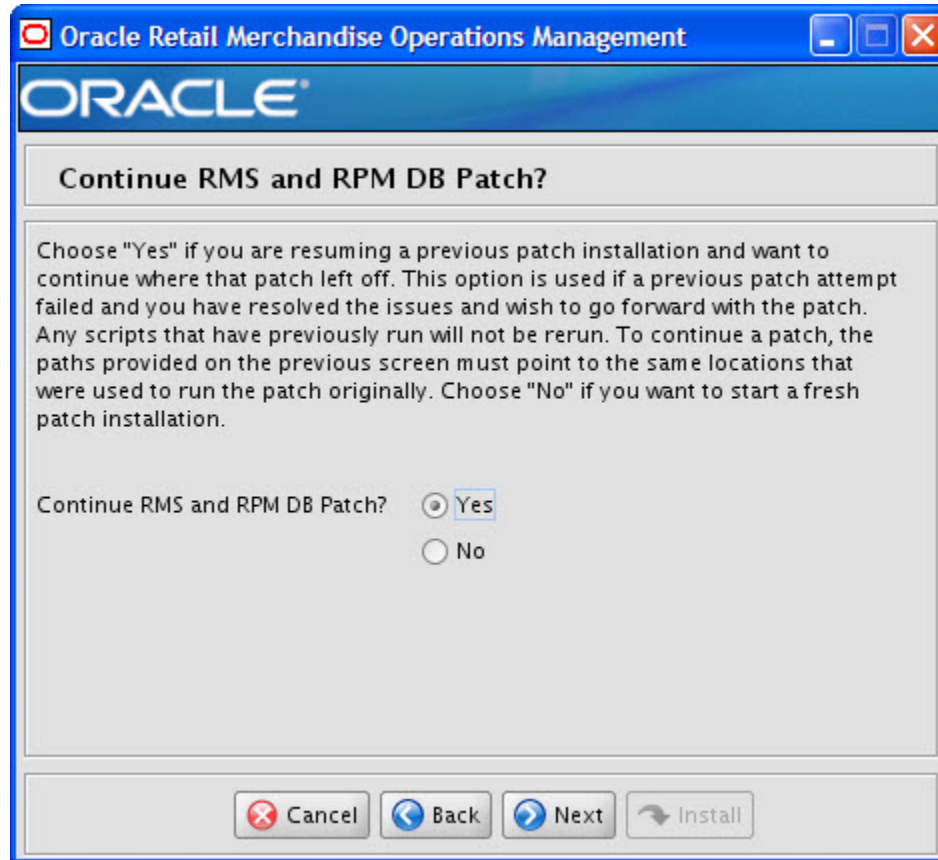 Oracle Retail Merchandise Operations Management
ORACLE®
Continue RMS and RPM DB Patch?
Choose "Yes" if you are resuming a previous patch installation and want to
continue where that patch left off. This option is used if a previous patch attempt
failed and you have resolved the issues and wish to go forward with the patch.
Any scripts that have previously run will not be rerun. To continue a patch, the
paths provided on the previous screen must point to the same locations that
were used to run the patch originally. Choose "No" if you want to start a fresh
patch installation.
Continue RMS and RPM DB Patch? Yes
No
Cancel Back Next Install